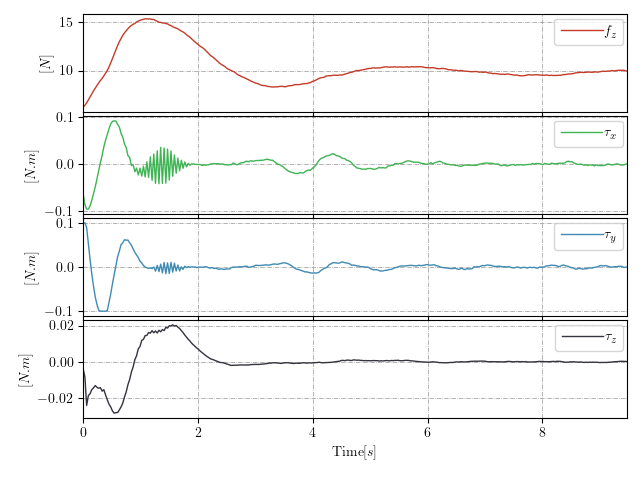 15
10
[N]
f_z
0.1
0.0
−0.1
[N.m]
τ_x
0.1
0.0
−0.1
[N.m]
τ_y
0.02
0.00
−0.02
[N.m]
τ_z
0 2 4 6 8
Time[s]